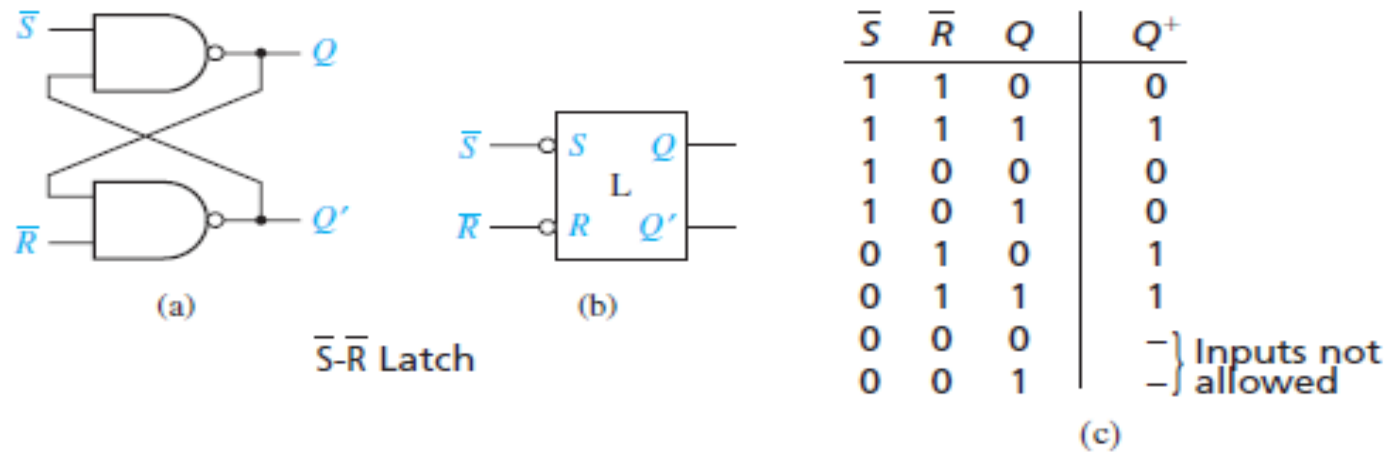 S̅ Q
R̅ Q′
(a)
S̅ S Q
L
R̅ R Q′
(b)
S̅-R̅ Latch
S̅ R̅ Q Q⁺
1 1 0 0
1 1 1 1
1 0 0 0
1 0 1 0
0 1 0 1
0 1 1 1
0 0 0 – } Inputs not
0 0 1 – } allowed
(c)